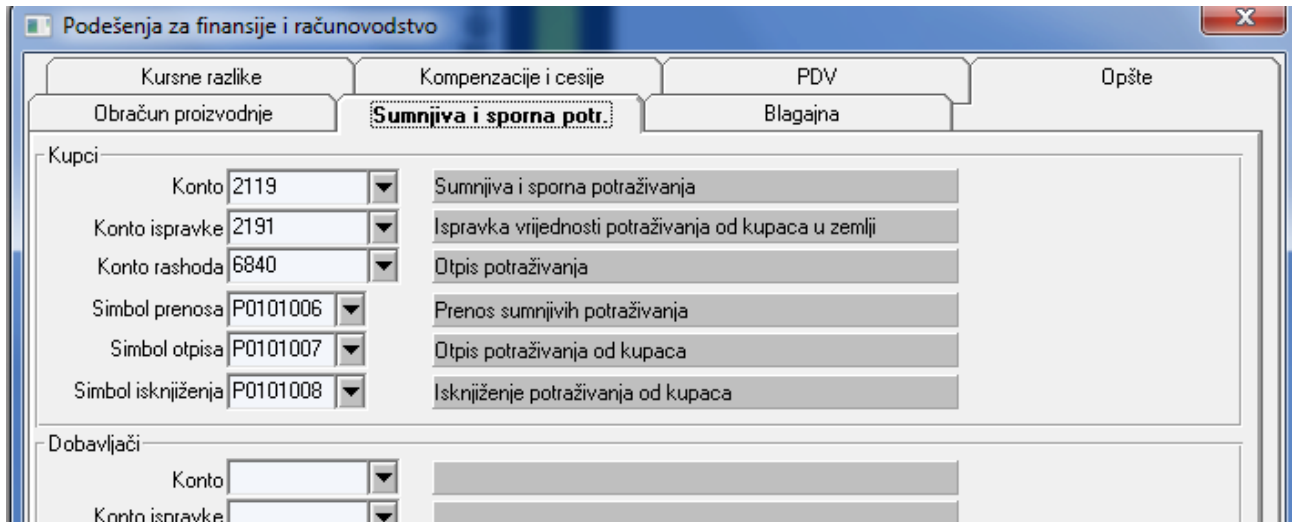 Podešenja za finansije i računovodstvo
Kursne razlike Kompenzacije i cesije PDV Opšte
Obračun proizvodnje Sumnjiva i sporna potr. Blagajna
Kupci
Konto 2119 Sumnjiva i sporna potraživanja
Konto ispravke 2191 Ispravka vrijednosti potraživanja od kupaca u zemlji
Konto rashoda 6840 Otpis potraživanja
Simbol prenosa P0101006 Prenos sumnjivih potraživanja
Simbol otpisa P0101007 Otpis potraživanja od kupaca
Simbol isknjiženja P0101008 Isknjiženje potraživanja od kupaca
Dobavljači
Konto
Konto ispravke